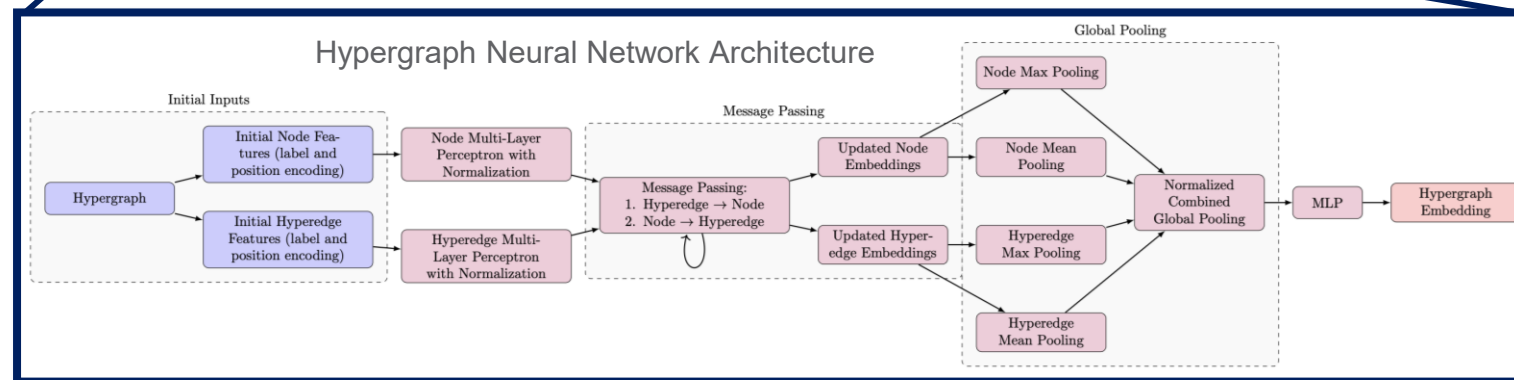 Hypergraph Neural Network Architecture
Initial Inputs
Hypergraph
Initial Node Fea-
tures (label and
position encoding)
Initial Hyperedge
Features (label and
position encoding)
Node Multi-Layer
Perceptron with
Normalization
Hyperedge Multi-
Layer Perceptron
with Normalization
Message Passing
Message Passing:
1. Hyperedge → Node
2. Node → Hyperedge
Updated Node
Embeddings
Updated Hyper-
edge Embeddings
Global Pooling
Node Max Pooling
Node Mean
Pooling
Hyperedge
Max Pooling
Hyperedge
Mean Pooling
Normalized
Combined
Global Pooling
MLP
Hypergraph
Embedding